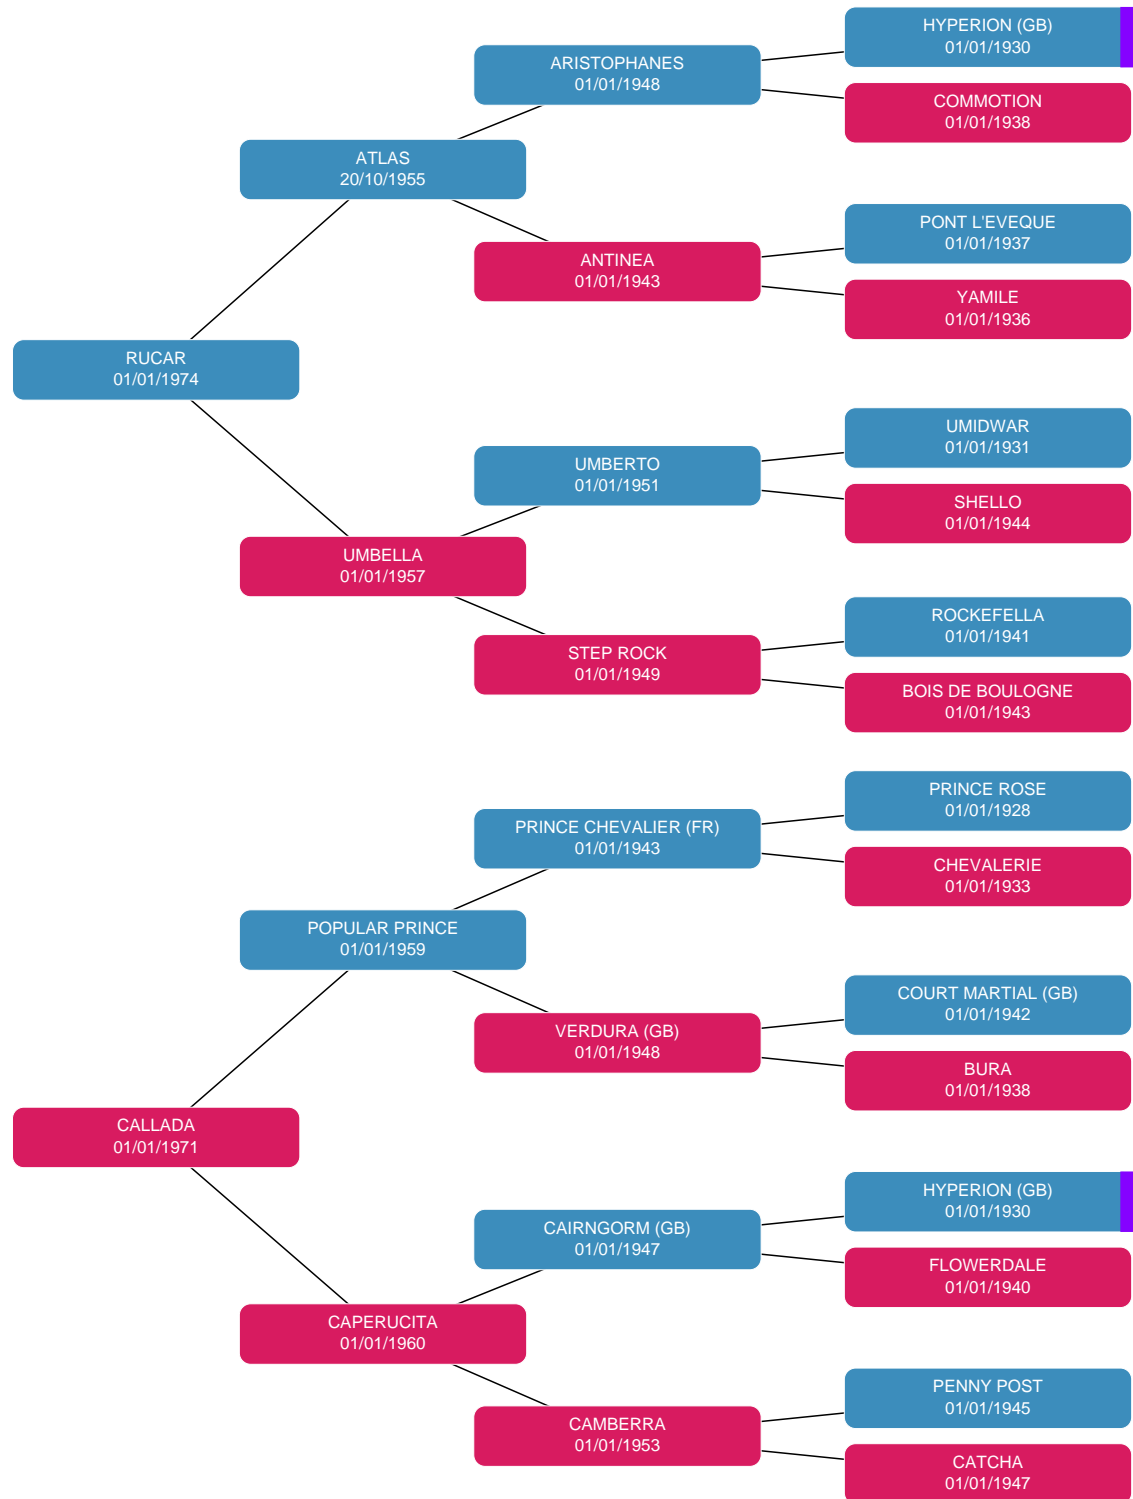 HYPERION (GB)
01/01/1930
ARISTOPHANES
01/01/1948
COMMOTION
01/01/1938
ATLAS
20/10/1955
PONT L'EVEQUE
01/01/1937
ANTINEA
01/01/1943
YAMILE
01/01/1936
RUCAR
01/01/1974
UMIDWAR
01/01/1931
UMBERTO
01/01/1951
SHELLO
01/01/1944
UMBELLA
01/01/1957
ROCKEFELLA
01/01/1941
STEP ROCK
01/01/1949
BOIS DE BOULOGNE
01/01/1943
PRINCE ROSE
01/01/1928
PRINCE CHEVALIER (FR)
01/01/1943
CHEVALERIE
01/01/1933
POPULAR PRINCE
01/01/1959
COURT MARTIAL (GB)
01/01/1942
VERDURA (GB)
01/01/1948
BURA
01/01/1938
CALLADA
01/01/1971
HYPERION (GB)
01/01/1930
CAIRNGORM (GB)
01/01/1947
FLOWERDALE
01/01/1940
CAPERUCITA
01/01/1960
PENNY POST
01/01/1945
CAMBERRA
01/01/1953
CATCHA
01/01/1947